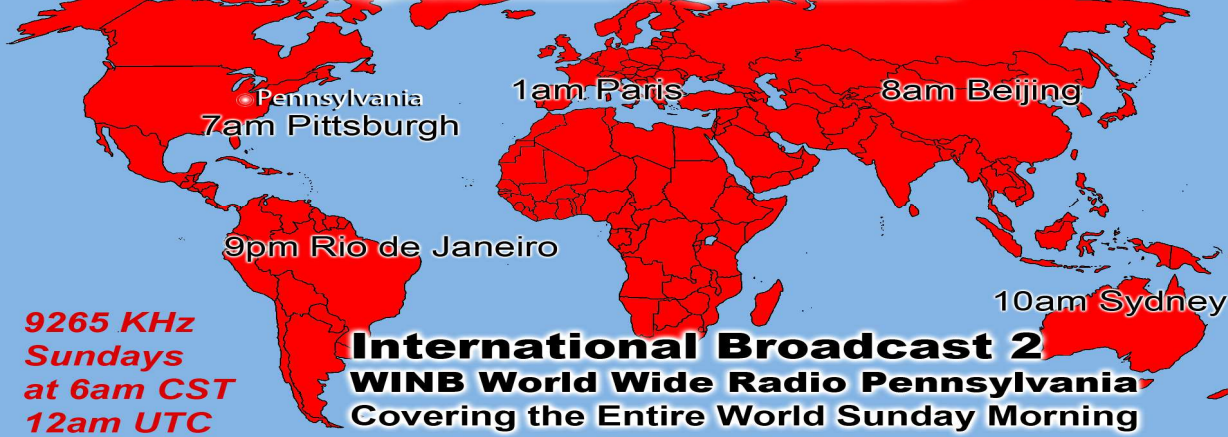 1am Paris
8am Beijing
Pennsylvania
7am Pittsburgh
9pm Rio de Janeiro
10am Sydney
9265 KHz
Sundays
at 6am CST
12am UTC
International Broadcast 2
WINB World Wide Radio Pennsylvania
Covering the Entire World Sunday Morning